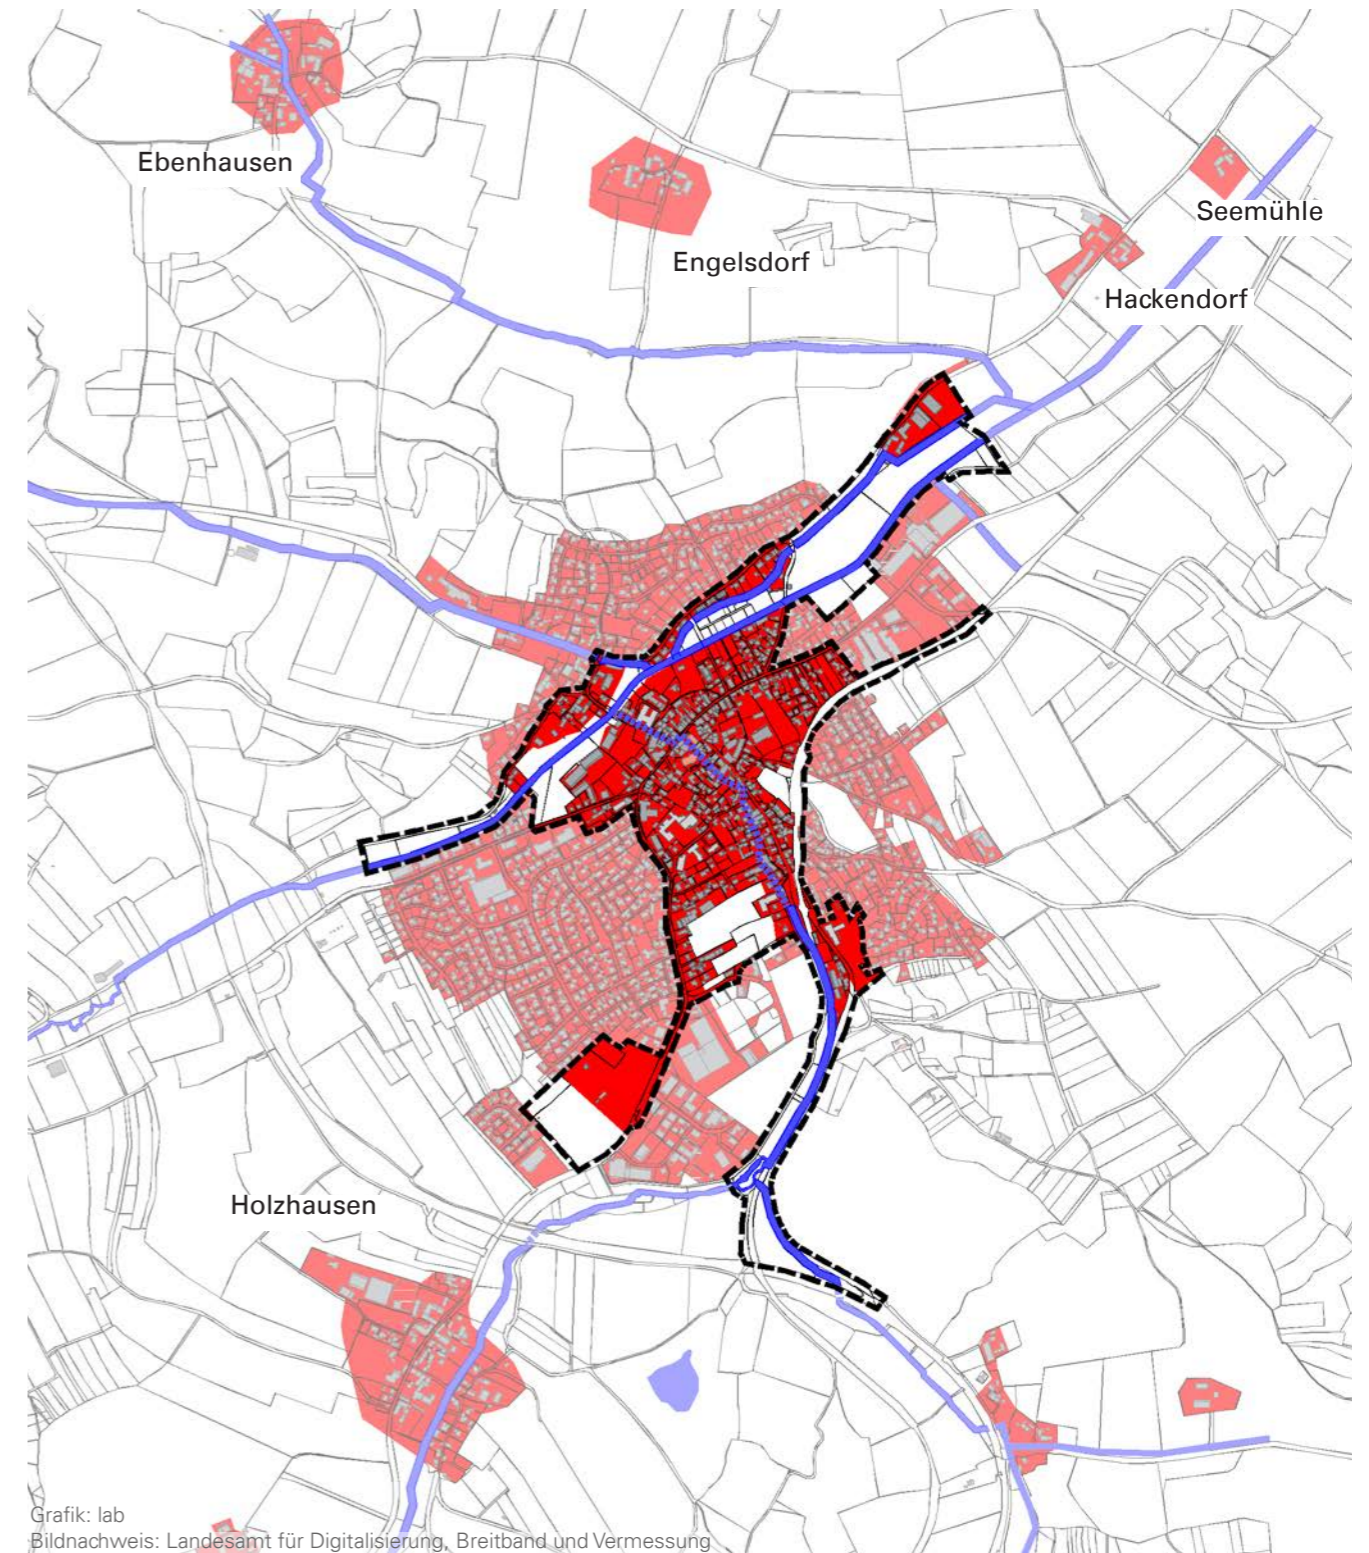 Ebenhausen
Seemühle
Engelsdorf
Hackendorf
Holzhausen
Grafik: lab
Bildnachweis: Landesamt für Digitalisierung, Breitband und Vermessung